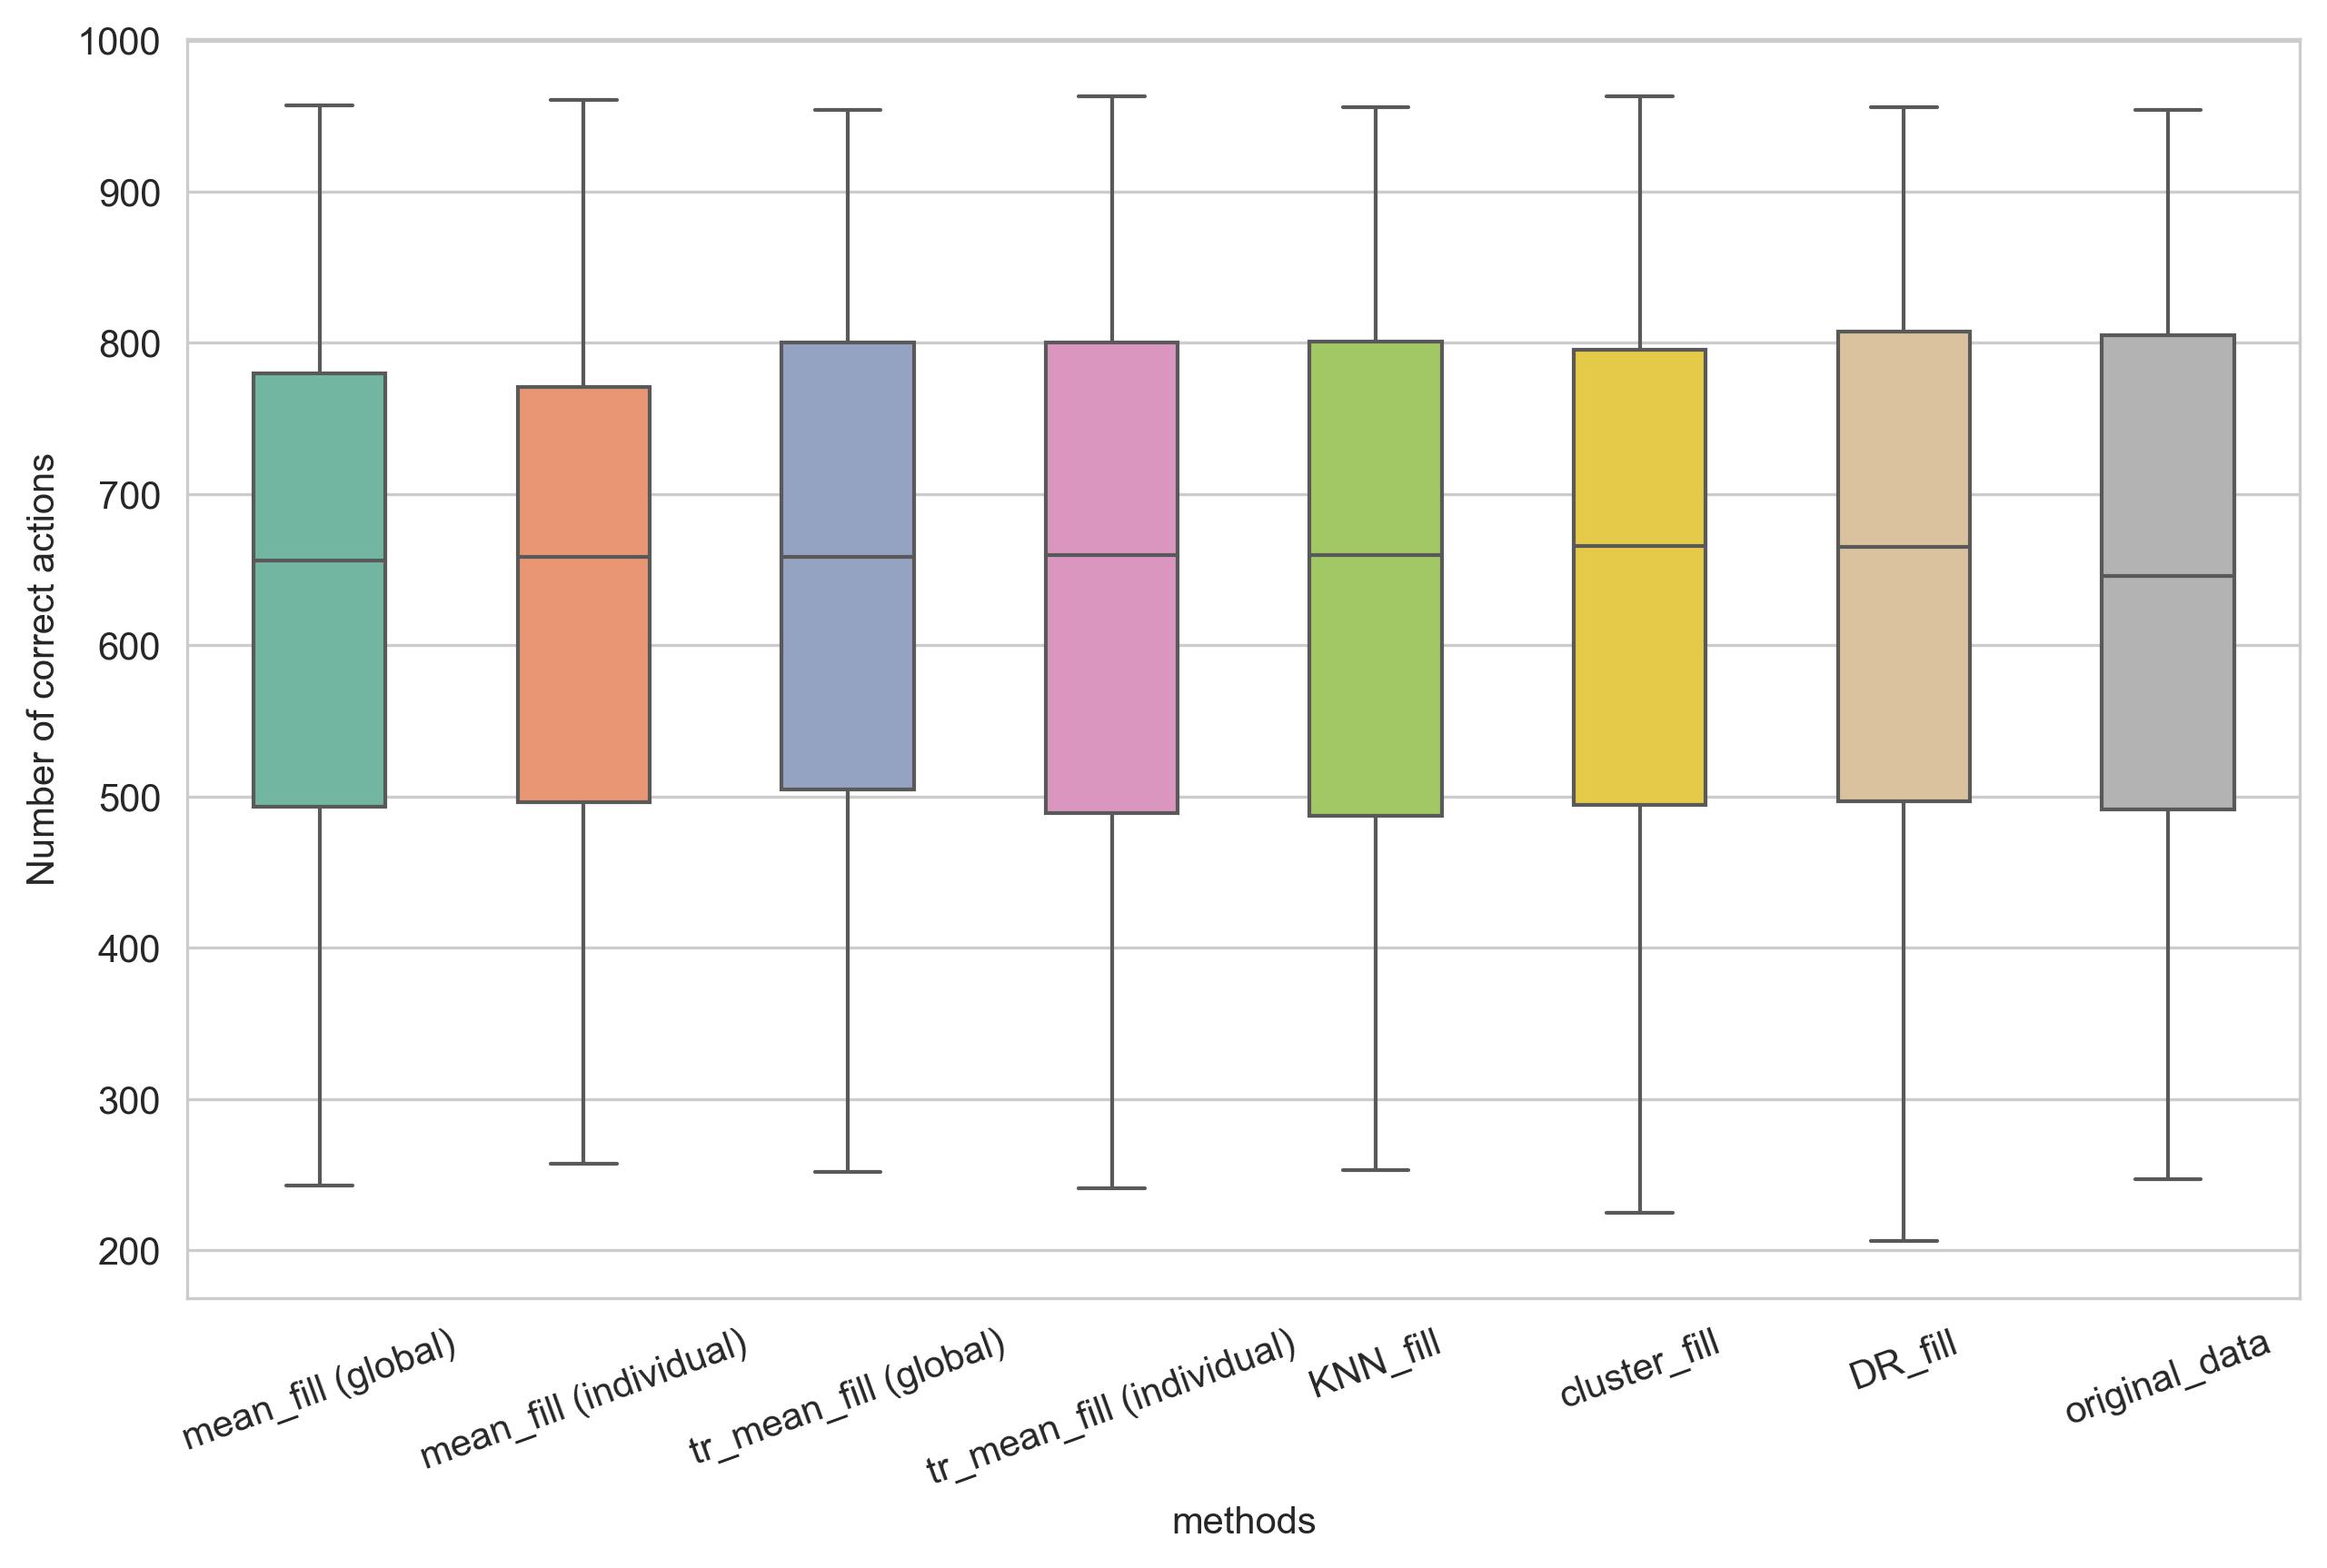 1000
900
800
700
600
500
400
300
200
Number of correct actions
mean_fill (global)
mean_fill (individual)
tr_mean_fill (global)
tr_mean_fill (individual)
KNN_fill
cluster_fill
DR_fill
original_data
methods